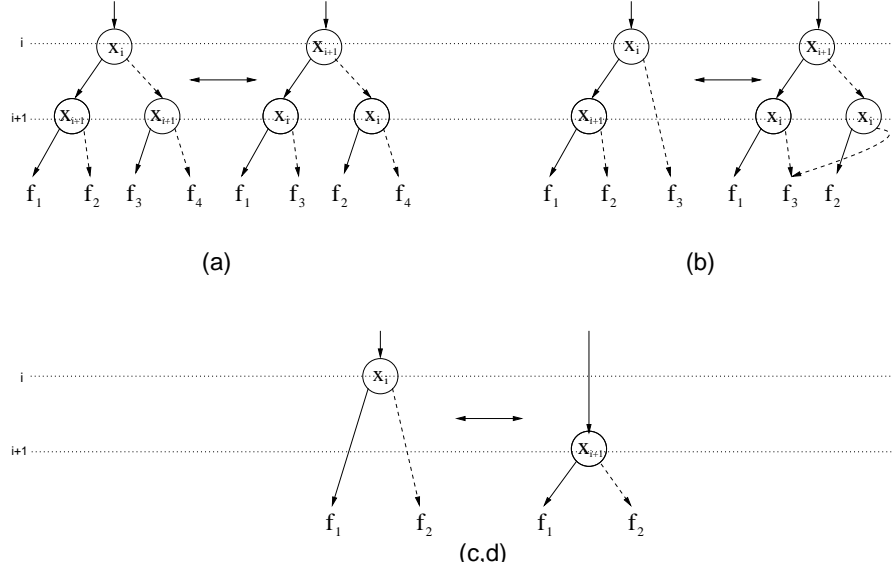 i x_i x_{i+1} x_i x_{i+1}
i+1 x_{i+1} x_{i+1} x_i x_i x_{i+1} x_i x_i
f_1 f_2 f_3 f_4 f_1 f_3 f_2 f_4 f_1 f_2 f_3 f_1 f_3 f_2
(a) (b)
i x_i
i+1 x_{i+1}
f_1 f_2 f_1 f_2
(c,d)